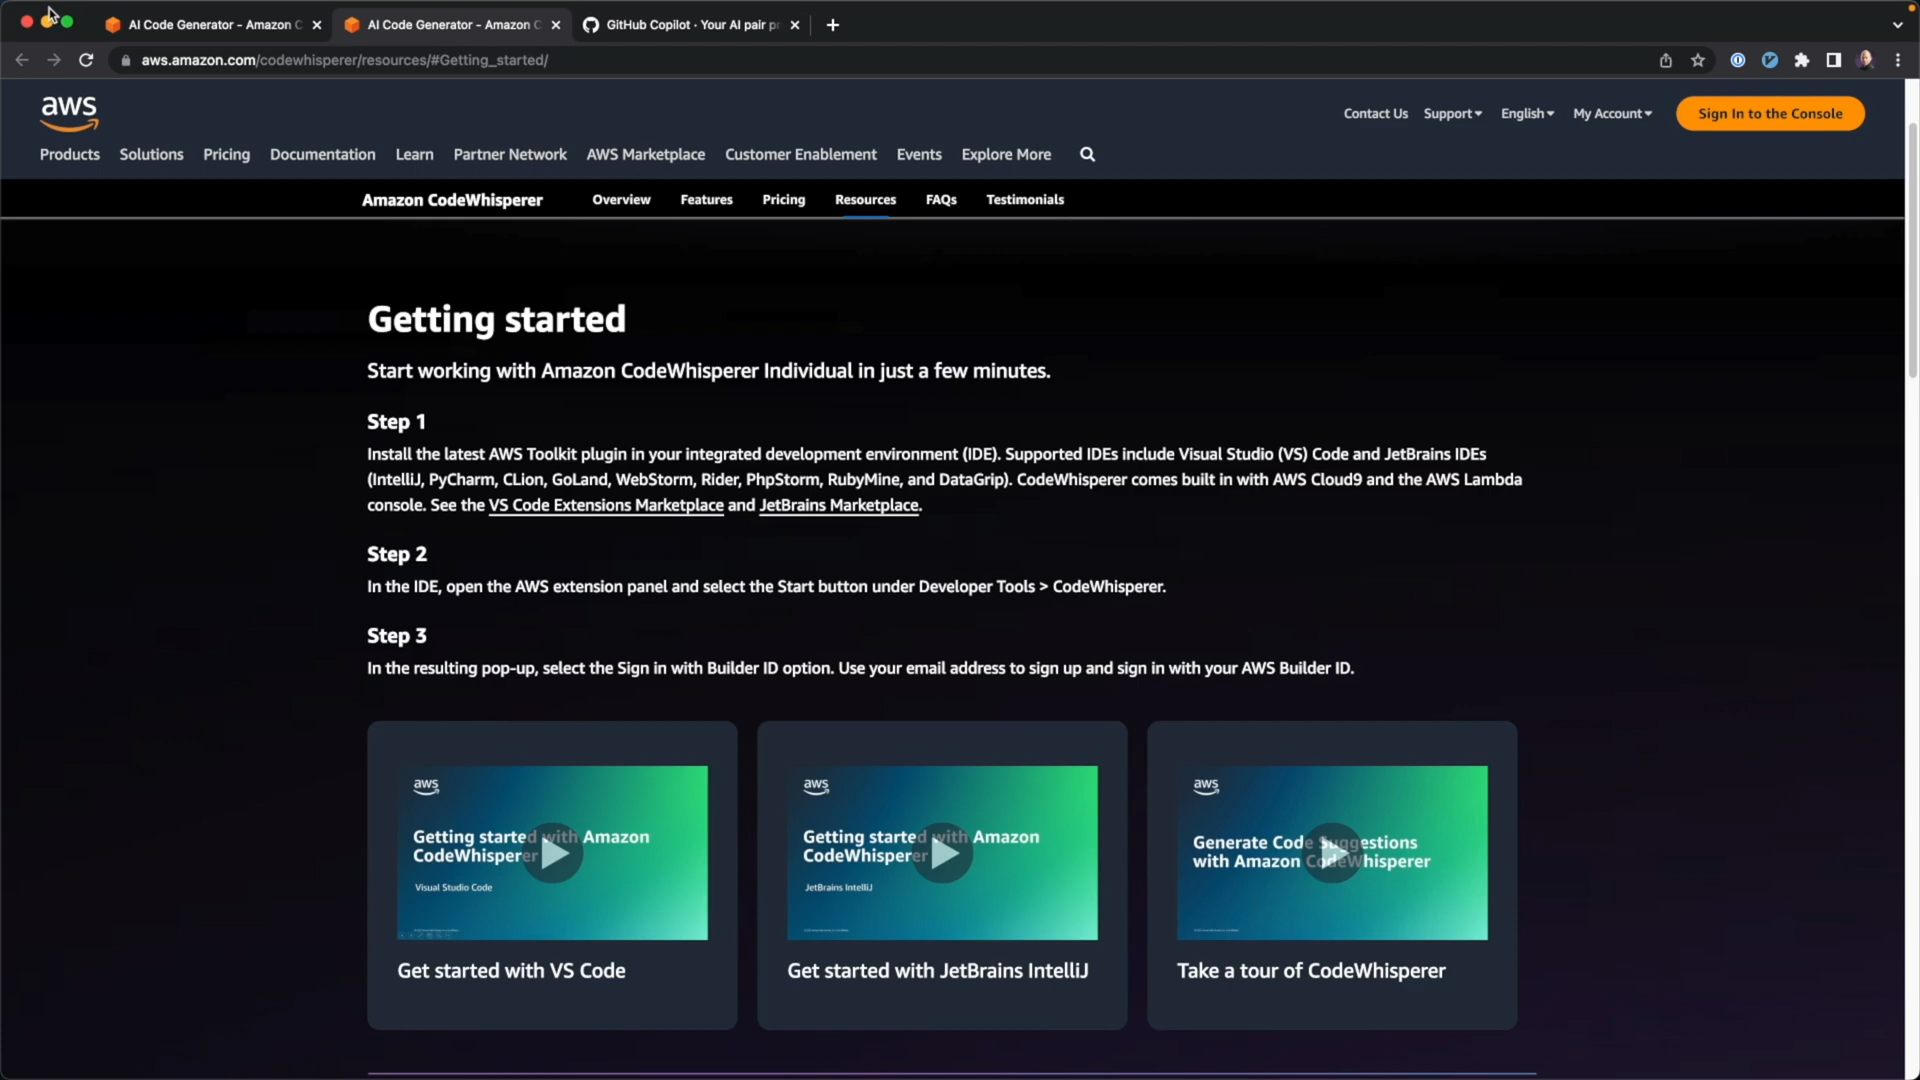 AI Code Generator - Amazon C
AI Code Generator - Amazon C
GitHub Copilot · Your AI pair pr
aws.amazon.com/codewhisperer/resources/#Getting_started/
aws
Contact Us
Support
English
My Account
Sign In to the Console
Products
Solutions
Pricing
Documentation
Learn
Partner Network
AWS Marketplace
Customer Enablement
Events
Explore More
Amazon CodeWhisperer
Overview
Features
Pricing
Resources
FAQs
Testimonials
Getting started
Start working with Amazon CodeWhisperer Individual in just a few minutes.
Step 1
Install the latest AWS Toolkit plugin in your integrated development environment (IDE). Supported IDEs include Visual Studio (VS) Code and JetBrains IDEs
(IntelliJ, PyCharm, CLion, GoLand, WebStorm, Rider, PhpStorm, RubyMine, and DataGrip). CodeWhisperer comes built in with AWS Cloud9 and the AWS Lambda
console. See the VS Code Extensions Marketplace and JetBrains Marketplace.
Step 2
In the IDE, open the AWS extension panel and select the Start button under Developer Tools > CodeWhisperer.
Step 3
In the resulting pop-up, select the Sign in with Builder ID option. Use your email address to sign up and sign in with your AWS Builder ID.
aws
Getting started with Amazon
CodeWhisperer
Visual Studio Code
Get started with VS Code
aws
Getting started with Amazon
CodeWhisperer
JetBrains IntelliJ
Get started with JetBrains IntelliJ
aws
Generate Code Suggestions
with Amazon CodeWhisperer
Take a tour of CodeWhisperer